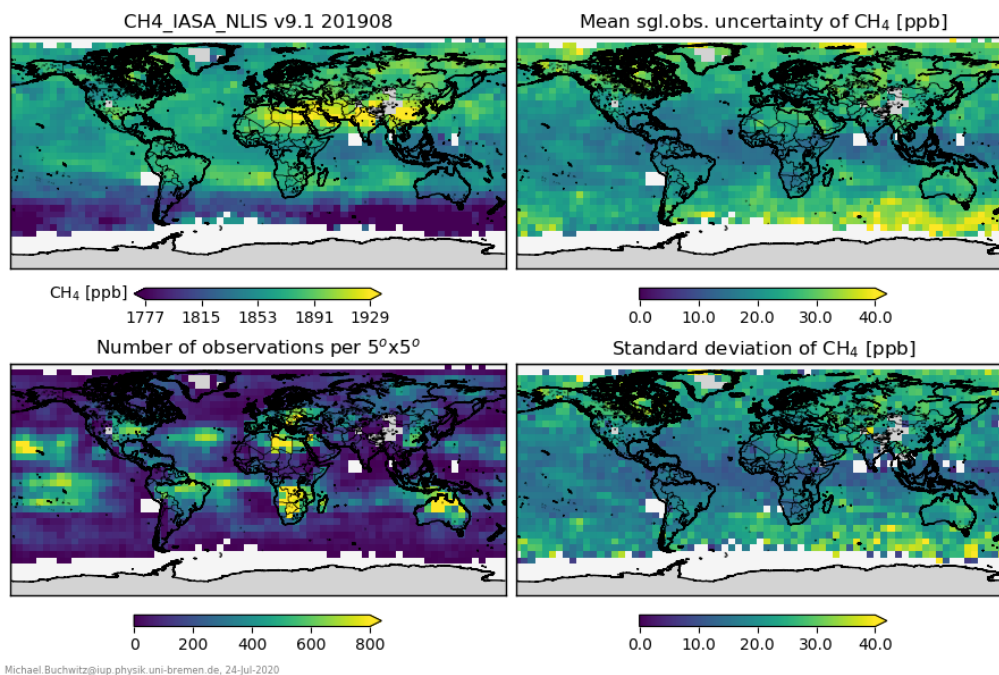 CH4_IASA_NLIS v9.1 201908
Mean sgl.obs. uncertainty of CH₄ [ppb]
CH₄ [ppb]
1777 1815 1853 1891 1929
0.0 10.0 20.0 30.0 40.0
Number of observations per 5ᵒx5ᵒ
Standard deviation of CH₄ [ppb]
0 200 400 600 800
0.0 10.0 20.0 30.0 40.0
Michael.Buchwitz@iup.physik.uni-bremen.de, 24-Jul-2020